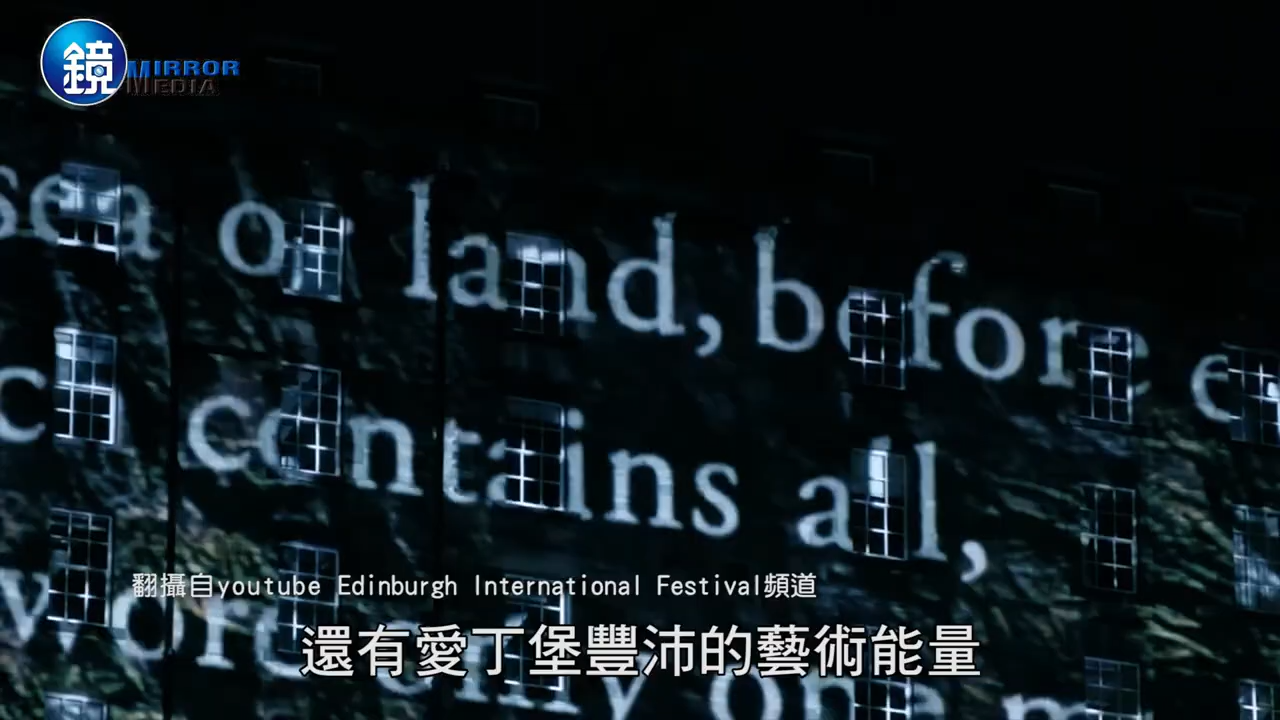 鏡 MIRROR MEDIA
sea or land, before e
c contains all,
翻攝自youtube Edinburgh International Festival頻道
還有愛丁堡豐沛的藝術能量